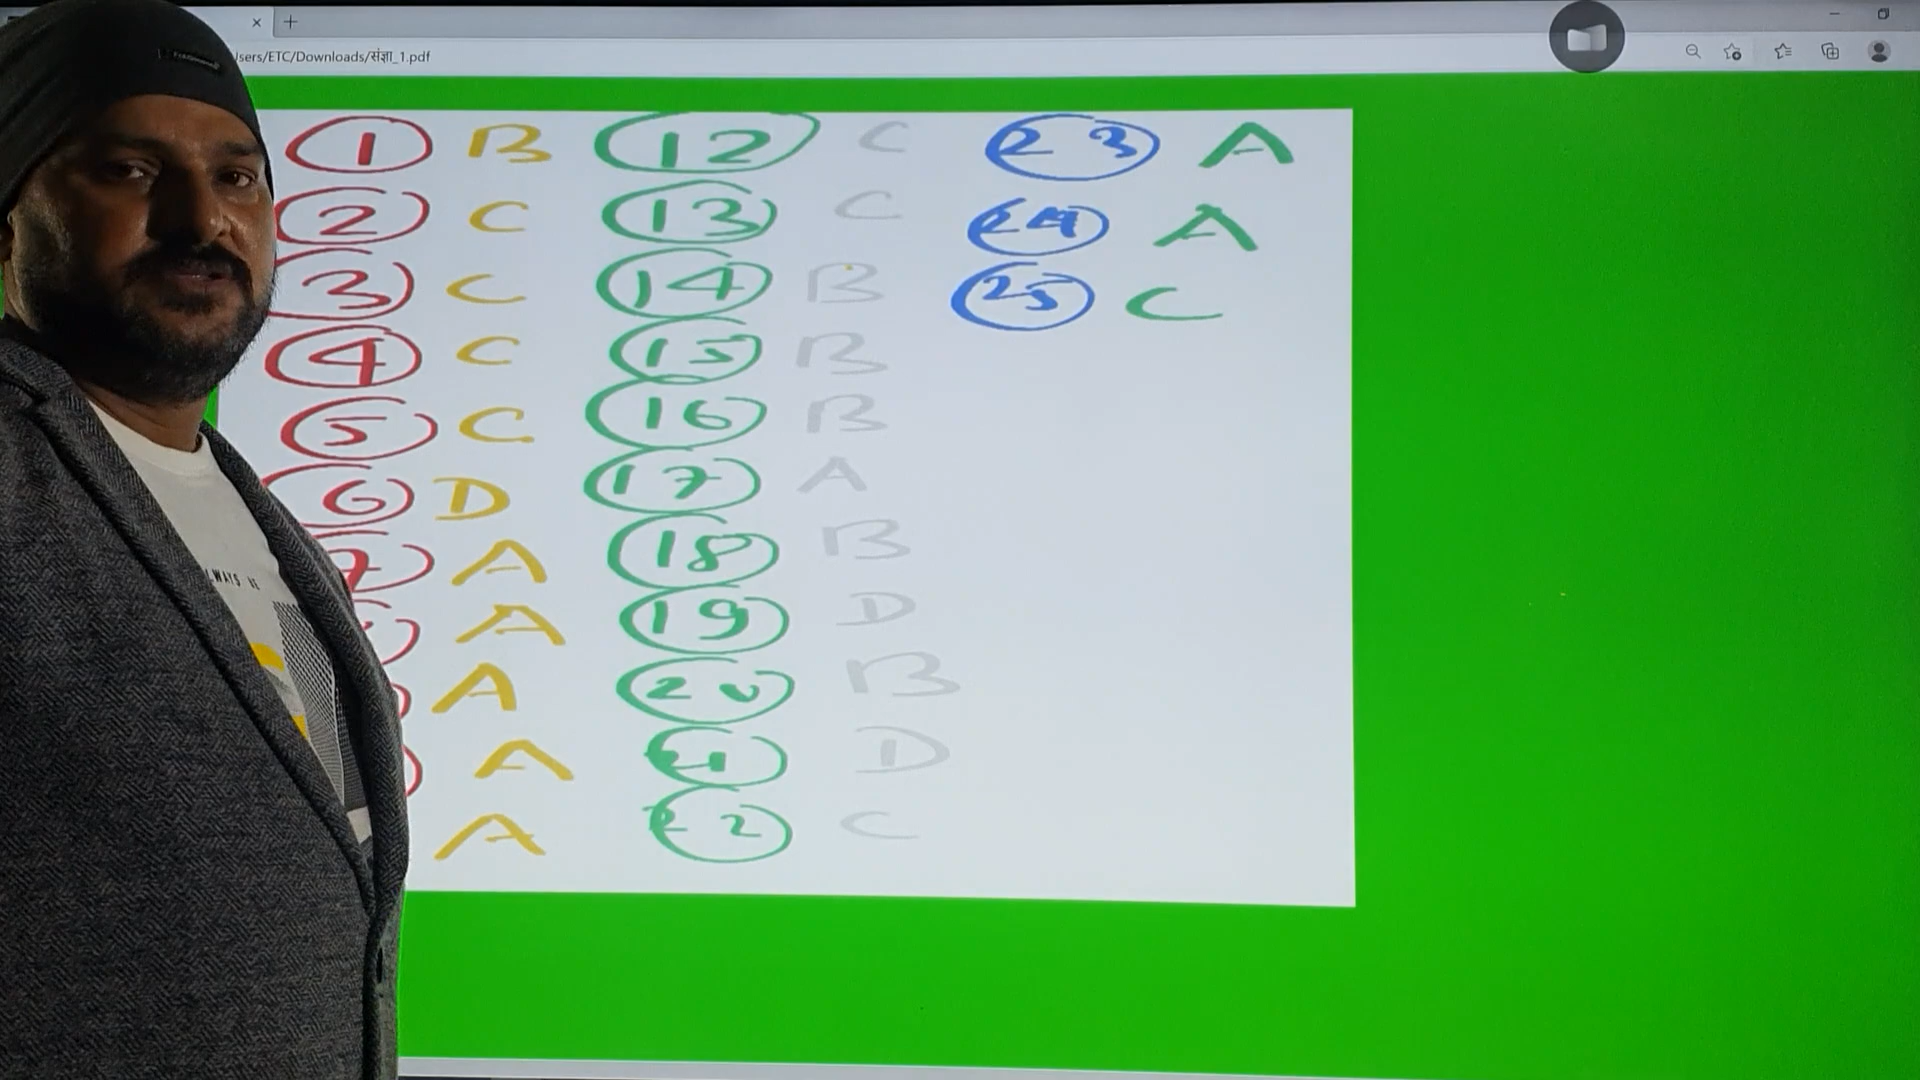 sers/ETC/Downloads/संज्ञा_1.pdf
1 B 12 C 23 A
2 C 13 C 24 A
3 C 14 B 25 C
4 C 15 B
5 C 16 B
6 D 17 A
7 A 18 B
A 19 D
A 20 B
A 21 D
A 22 C